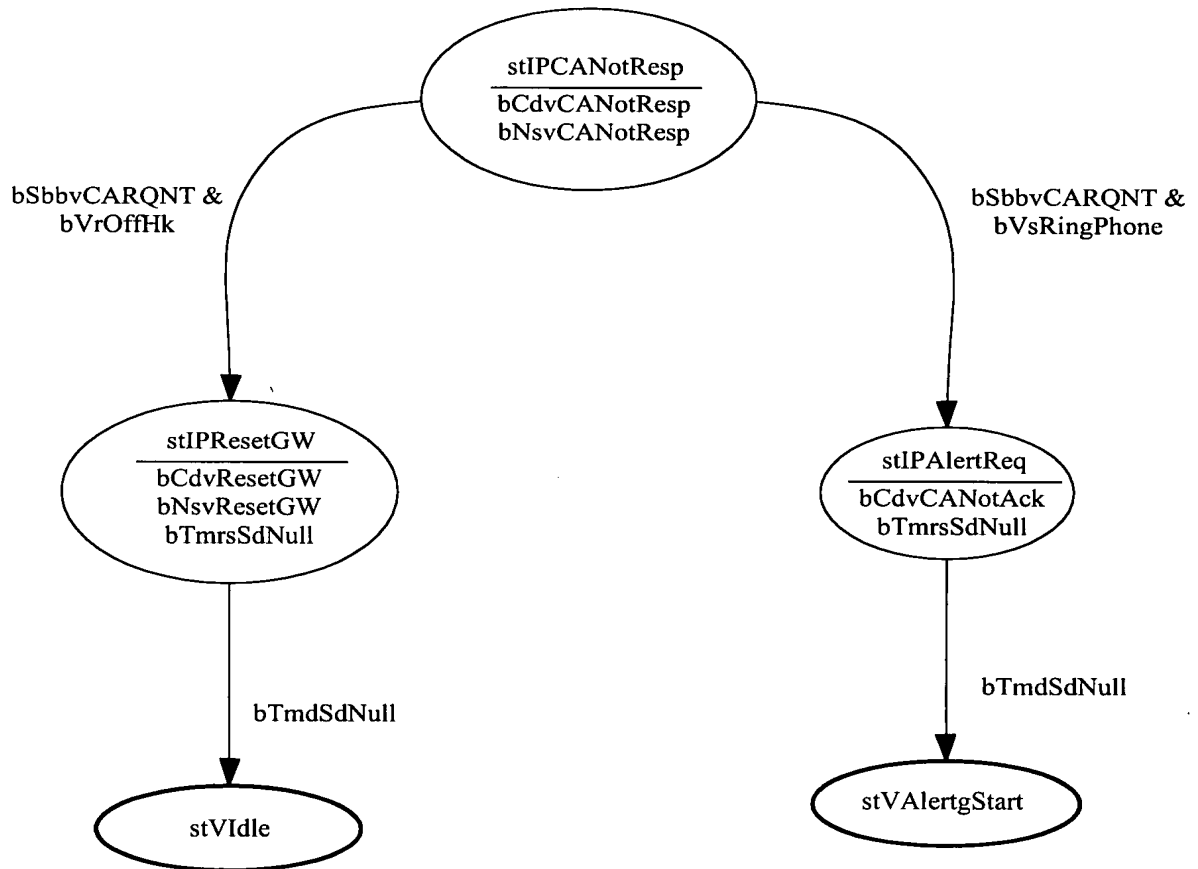 stIPCANotResp
bCdvCANotResp
bNsvCANotResp
bSbbvCARQNT &
bVrOffHk
bSbbvCARQNT &
bVsRingPhone
stIPResetGW
bCdvResetGW
bNsvResetGW
bTmrsSdNull
stIPAlertReq
bCdvCANotAck
bTmrsSdNull
bTmdSdNull
bTmdSdNull
stVIdle
stVAlertgStart